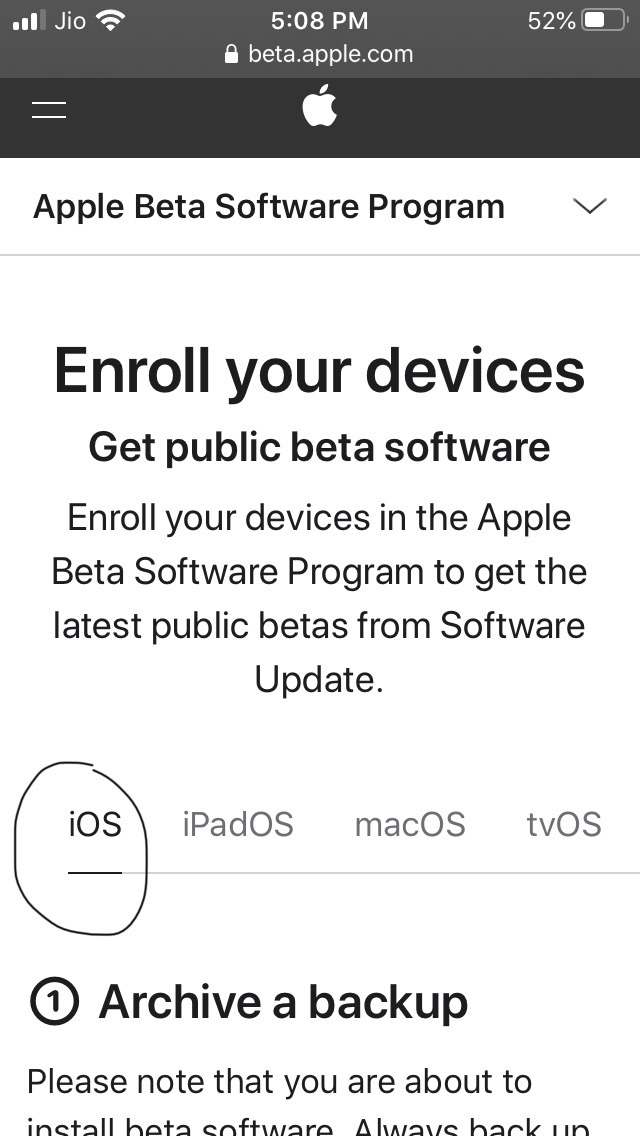 Jio 5:08 PM 52%
beta.apple.com
Apple Beta Software Program
Enroll your devices
Get public beta software
Enroll your devices in the Apple
Beta Software Program to get the
latest public betas from Software
Update.
iOS iPadOS macOS tvOS
1 Archive a backup
Please note that you are about to
install beta software. Always back up